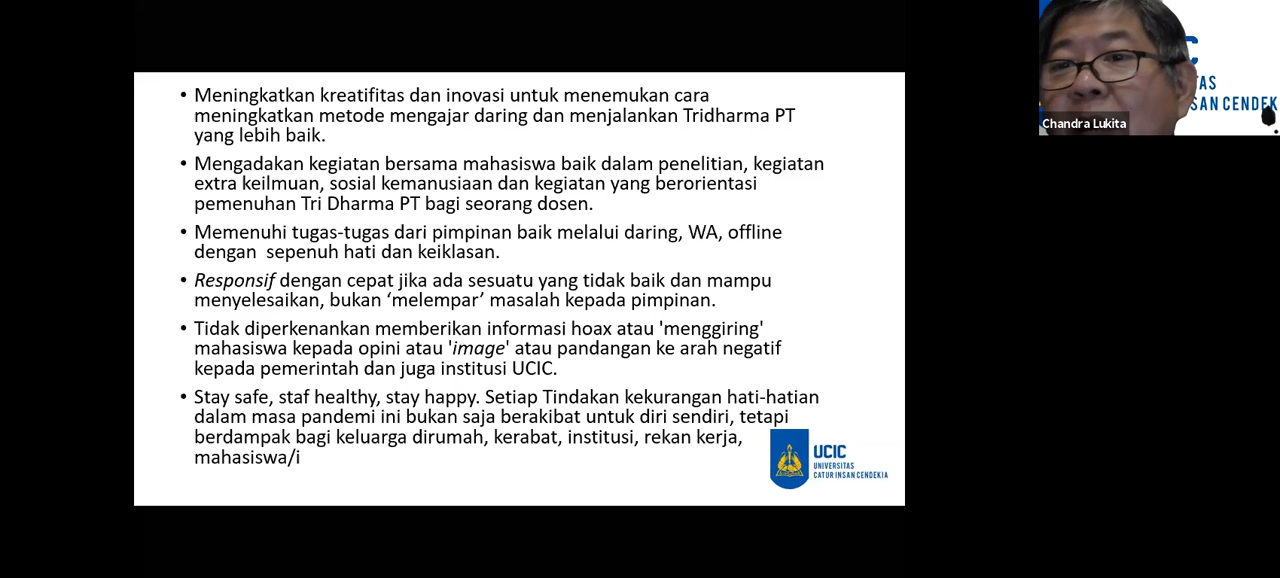 • Meningkatkan kreatifitas dan inovasi untuk menemukan cara
meningkatkan metode mengajar daring dan menjalankan Tridharma PT
yang lebih baik.
• Mengadakan kegiatan bersama mahasiswa baik dalam penelitian, kegiatan
extra keilmuan, sosial kemanusiaan dan kegiatan yang berorientasi
pemenuhan Tri Dharma PT bagi seorang dosen.
• Memenuhi tugas-tugas dari pimpinan baik melalui daring, WA, offline
dengan  sepenuh hati dan keiklasan.
• Responsif dengan cepat jika ada sesuatu yang tidak baik dan mampu
menyelesaikan, bukan ‘melempar’ masalah kepada pimpinan.
• Tidak diperkenankan memberikan informasi hoax atau 'menggiring'
mahasiswa kepada opini atau 'image' atau pandangan ke arah negatif
kepada pemerintah dan juga institusi UCIC.
• Stay safe, staf healthy, stay happy. Setiap Tindakan kekurangan hati-hatian
dalam masa pandemi ini bukan saja berakibat untuk diri sendiri, tetapi
berdampak bagi keluarga dirumah, kerabat, institusi, rekan kerja,
mahasiswa/i
UCIC
UNIVERSITAS
CATUR INSAN CENDEKIA
C
TAS
SAN CENDEK
Chandra Lukita